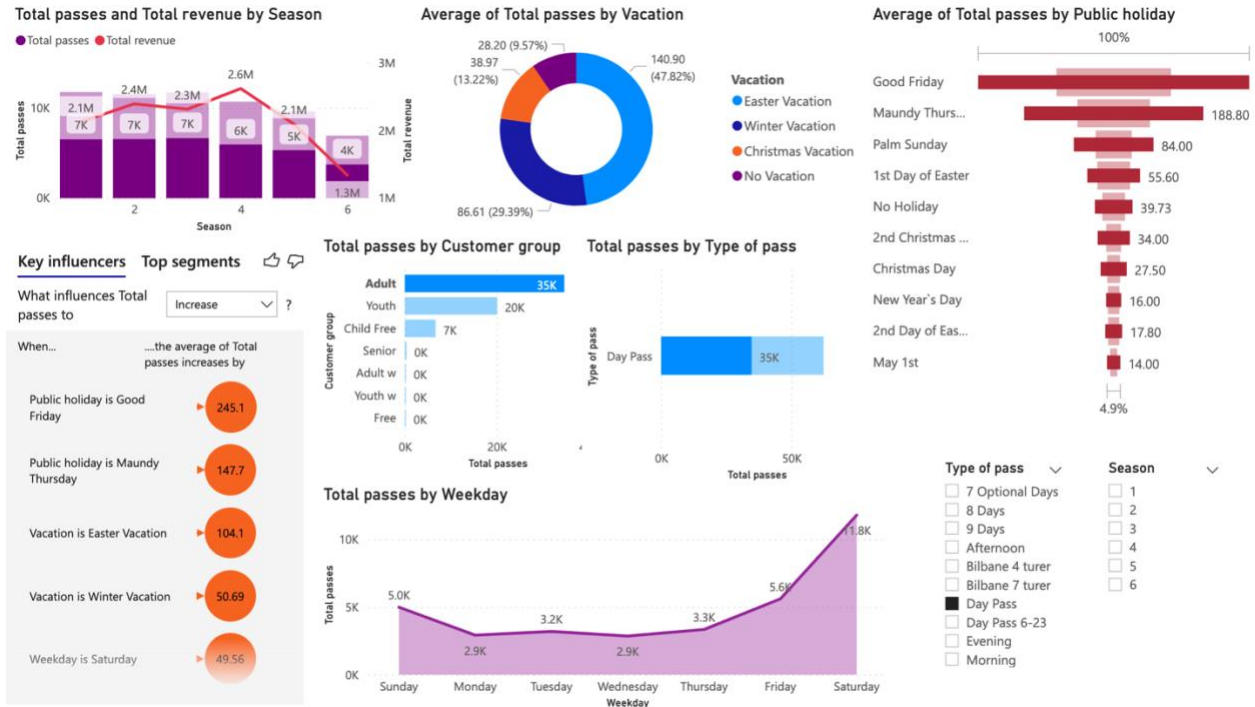 Total passes and Total revenue by Season
Total passes Total revenue
Total passes
10K
0K
2.1M
2.4M
2.3M
2.6M
2.1M
1.3M
7K
7K
7K
6K
5K
4K
3M
2M
1M
Total revenue
2 4 6
Season
Average of Total passes by Vacation
28.20 (9.57%)
38.97
(13.22%)
140.90
(47.82%)
86.61 (29.39%)
Vacation
Easter Vacation
Winter Vacation
Christmas Vacation
No Vacation
Average of Total passes by Public holiday
100%
Good Friday
Maundy Thurs... 188.80
Palm Sunday 84.00
1st Day of Easter 55.60
No Holiday 39.73
2nd Christmas ... 34.00
Christmas Day 27.50
New Year`s Day 16.00
2nd Day of Eas... 17.80
May 1st 14.00
4.9%
Key influencers Top segments
What influences Total
passes to
Increase
?
When...
....the average of Total
passes increases by
Public holiday is Good
Friday
245.1
Public holiday is Maundy
Thursday
147.7
Vacation is Easter Vacation
104.1
Vacation is Winter Vacation
50.69
Weekday is Saturday
49.56
Total passes by Customer group
Customer group
Adult 35K
Youth 20K
Child Free 7K
Senior 0K
Adult w 0K
Youth w 0K
Free 0K
0K 20K
Total passes
Total passes by Type of pass
Type of pass
Day Pass 35K
0K 50K
Total passes
Total passes by Weekday
Total passes
10K
5K
0K
5.0K
2.9K
3.2K
2.9K
3.3K
5.6K
11.8K
Sunday Monday Tuesday Wednesday Thursday Friday Saturday
Weekday
Type of pass
7 Optional Days
8 Days
9 Days
Afternoon
Bilbane 4 turer
Bilbane 7 turer
Day Pass
Day Pass 6-23
Evening
Morning
Season
1
2
3
4
5
6